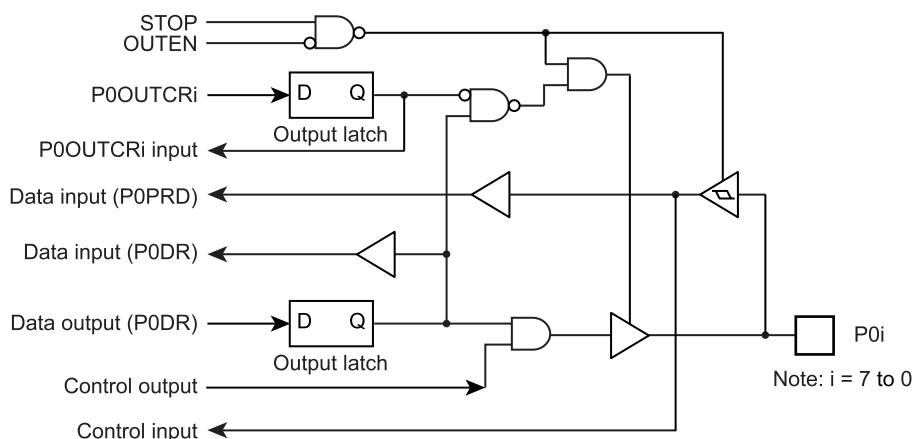 STOP
OUTEN
P0OUTCRi
D Q
Output latch
P0OUTCRi input
Data input (P0PRD)
Data input (P0DR)
Data output (P0DR)
D Q
Output latch
P0i
Note: i = 7 to 0
Control output
Control input